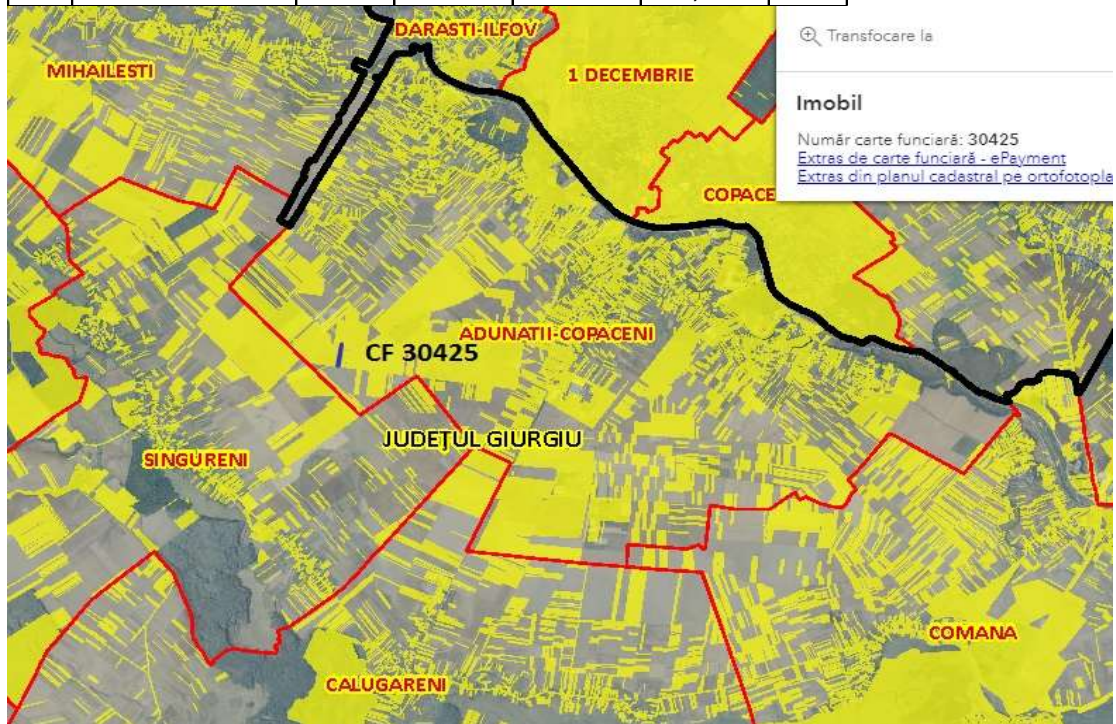 DARASTI-ILFOV
MIHAILESTI
1 DECEMBRIE
Transfocare la
Imobil
Număr carte funciară: 30425
Extras de carte funciară - ePayment
Extras din planul cadastral pe ortofotopla
COPACE
ADUNATII-COPACENI
CF 30425
JUDEŢUL GIURGIU
SINGURENI
COMANA
CALUGARENI